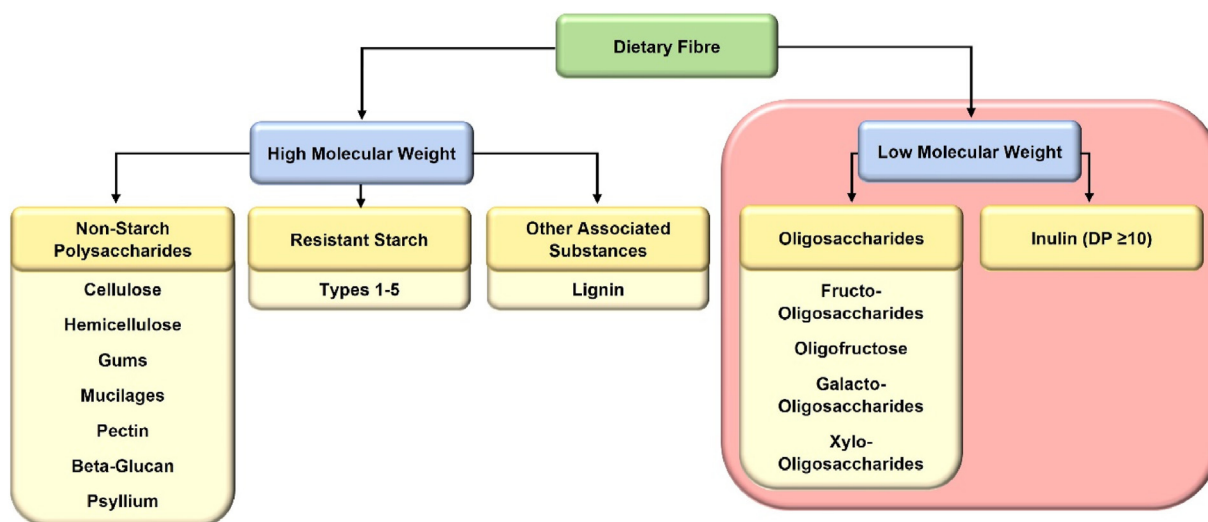 Dietary Fibre
High Molecular Weight
Low Molecular Weight
Non-Starch
Polysaccharides
Cellulose
Hemicellulose
Gums
Mucilages
Pectin
Beta-Glucan
Psyllium
Resistant Starch
Types 1-5
Other Associated
Substances
Lignin
Oligosaccharides
Fructo-
Oligosaccharides
Oligofructose
Galacto-
Oligosaccharides
Xylo-
Oligosaccharides
Inulin (DP ≥10)